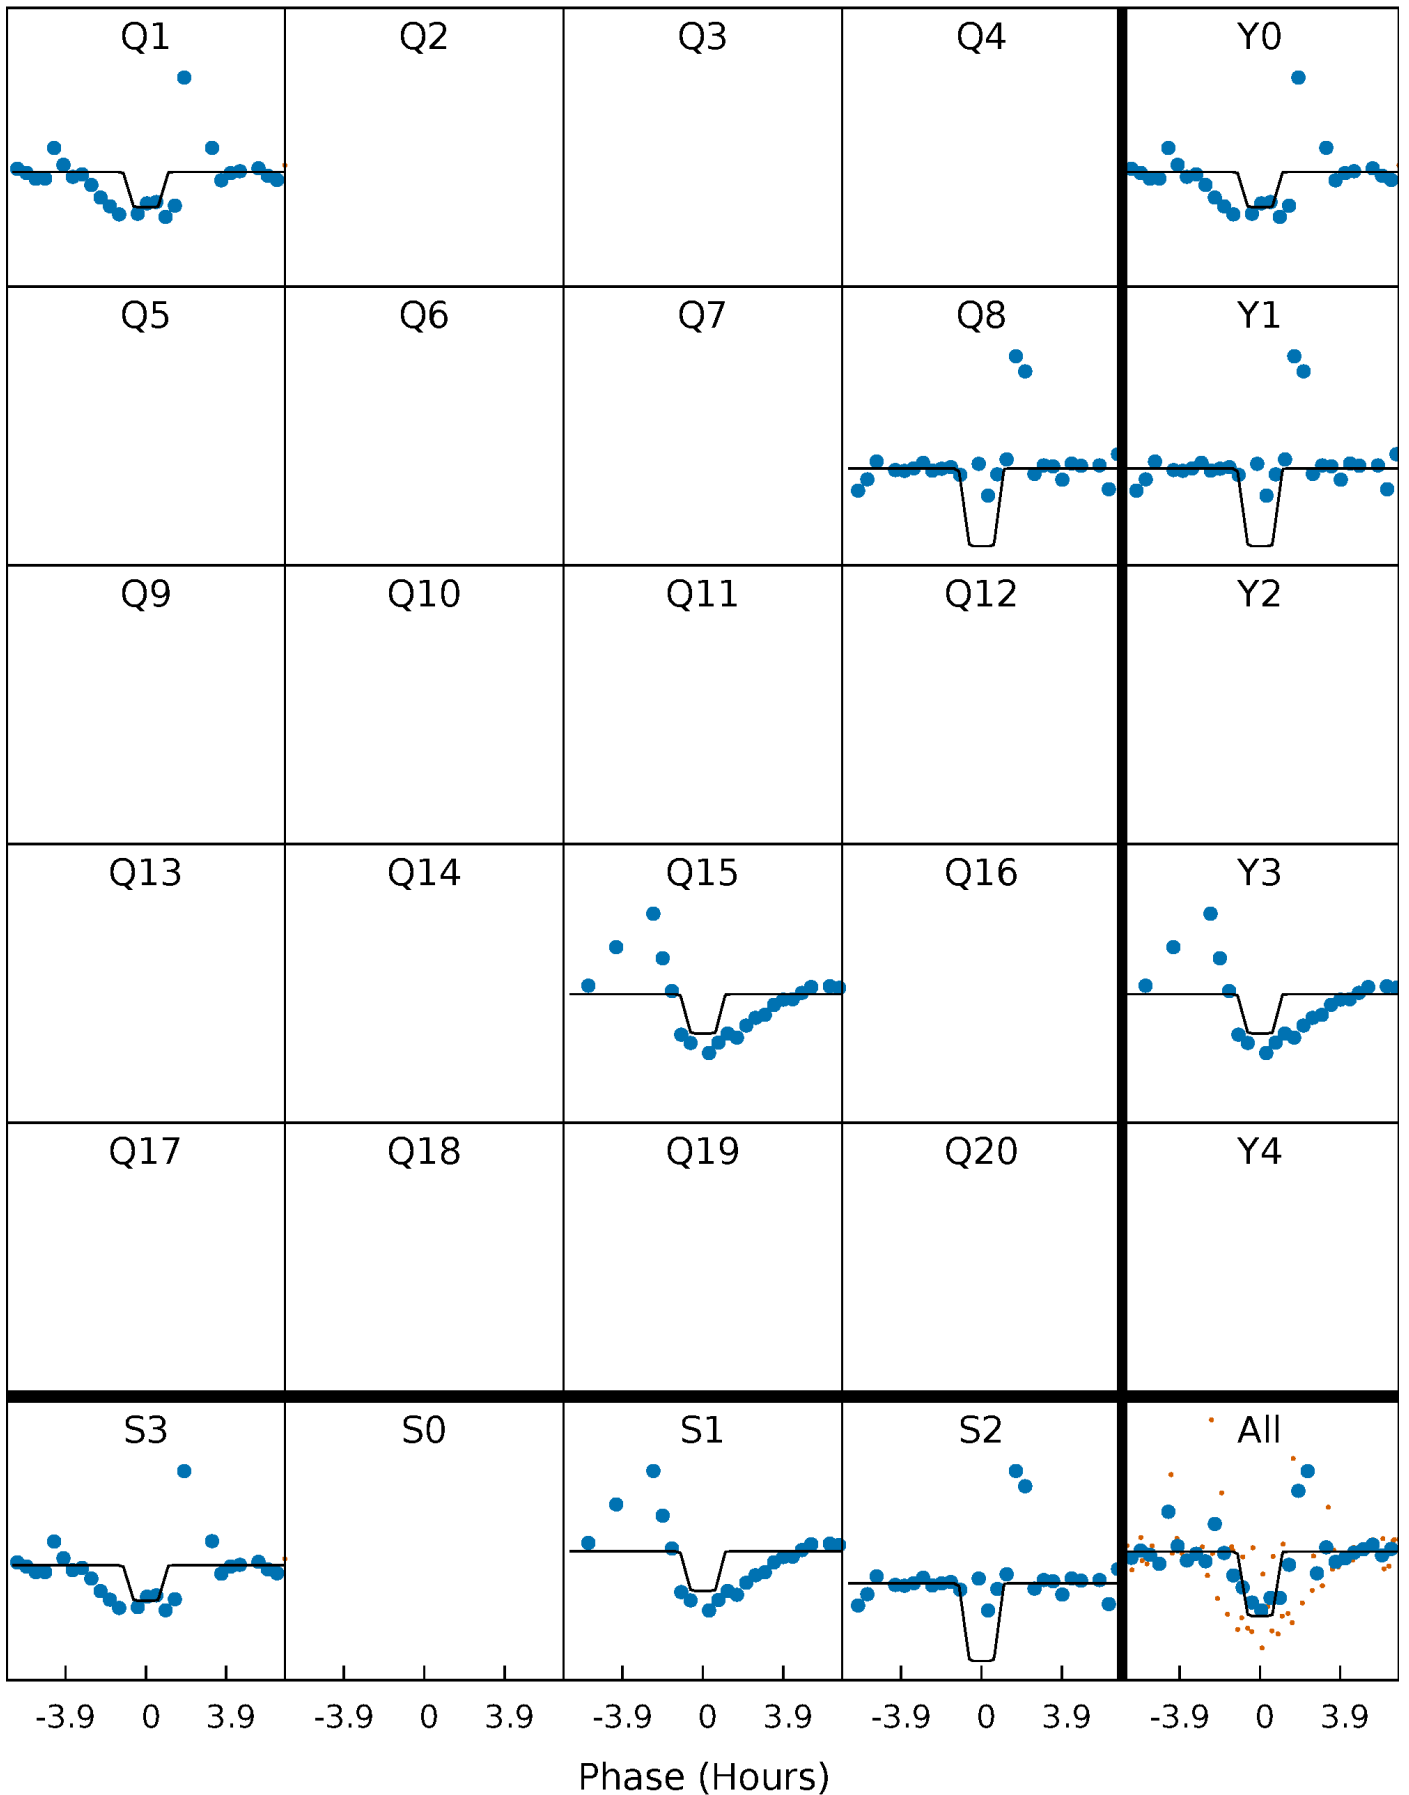 Q1 Q2 Q3 Q4 Y0
Q5 Q6 Q7 Q8 Y1
Q9 Q10 Q11 Q12 Y2
Q13 Q14 Q15 Q16 Y3
Q17 Q18 Q19 Q20 Y4
S3 S0 S1 S2 All
-3.9 0 3.9 -3.9 0 3.9 -3.9 0 3.9 -3.9 0 3.9 -3.9 0 3.9
Phase (Hours)